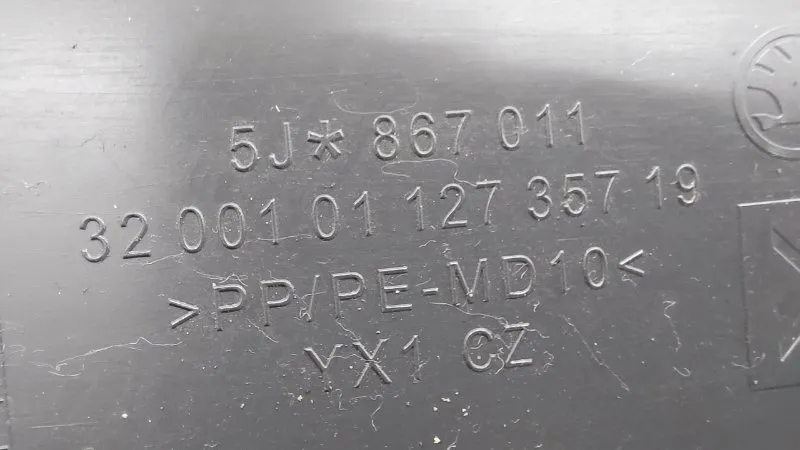 5J* 867 011
32 001 01 127 357 19
>PP/PE-MD10<
YX1 CZ